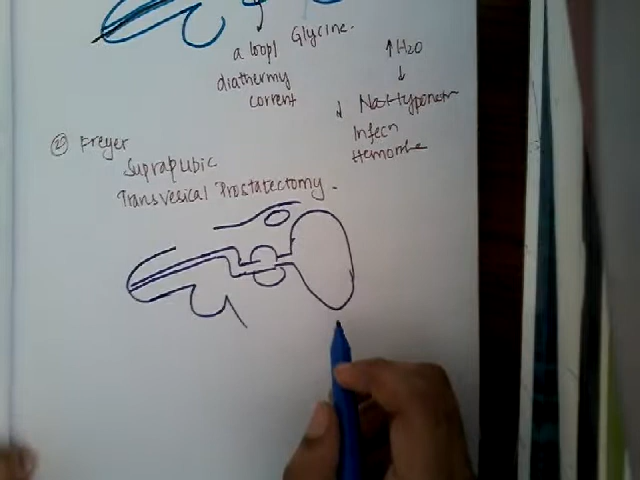 a loop Glycine.
diathermy
current
↑H2O
↓
↓ Na+ Hyponatr
Infecn
Hemorrhe
② Freyer
Suprapubic
Transvesical Prostatectomy.